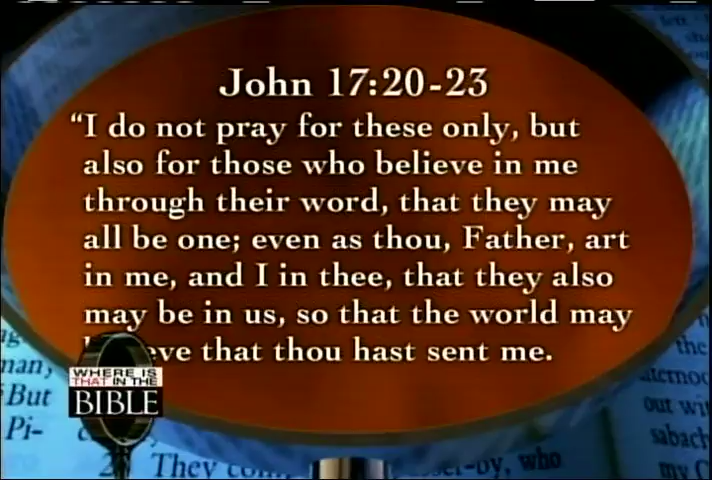 John 17:20-23
“I do not pray for these only, but
also for those who believe in me
through their word, that they may
all be one; even as thou, Father, art
in me, and I in thee, that they also
may be in us, so that the world may
eve that thou hast sent me.
WHERE IS
THAT IN THE
BIBLE
man,
But
Pi-
2 They
who
the
out